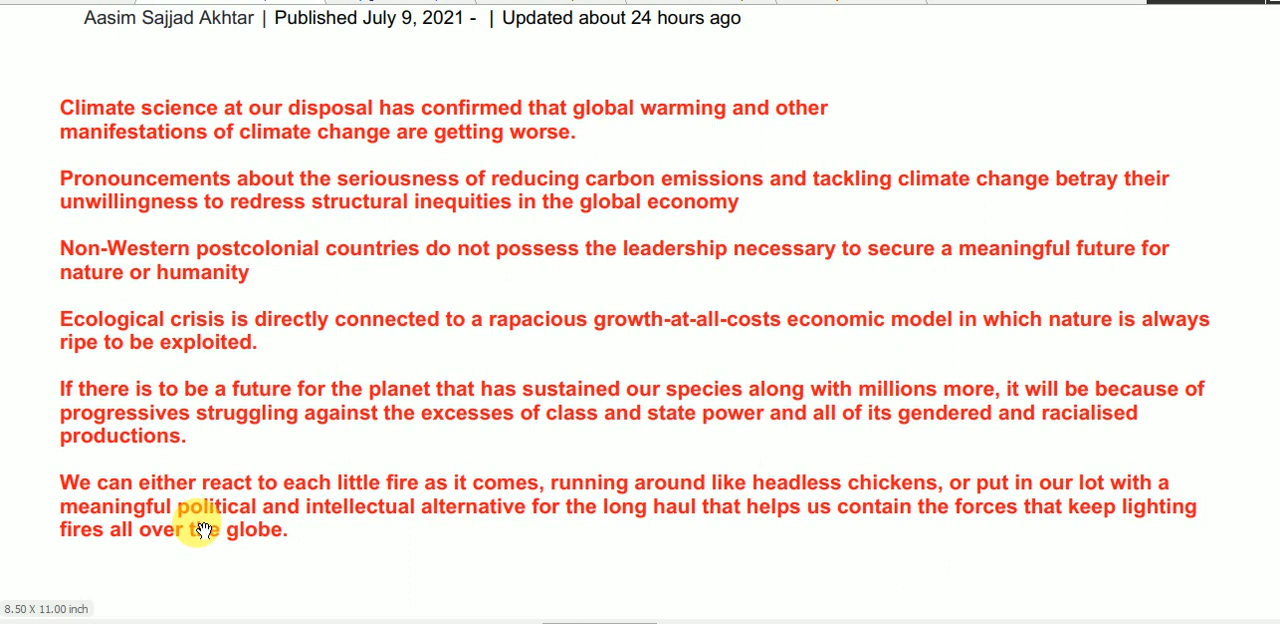 Aasim Sajjad Akhtar | Published July 9, 2021 - | Updated about 24 hours ago
Climate science at our disposal has confirmed that global warming and other
manifestations of climate change are getting worse.
Pronouncements about the seriousness of reducing carbon emissions and tackling climate change betray their
unwillingness to redress structural inequities in the global economy
Non-Western postcolonial countries do not possess the leadership necessary to secure a meaningful future for
nature or humanity
Ecological crisis is directly connected to a rapacious growth-at-all-costs economic model in which nature is always
ripe to be exploited.
If there is to be a future for the planet that has sustained our species along with millions more, it will be because of
progressives struggling against the excesses of class and state power and all of its gendered and racialised
productions.
We can either react to each little fire as it comes, running around like headless chickens, or put in our lot with a
meaningful political and intellectual alternative for the long haul that helps us contain the forces that keep lighting
fires all over the globe.
8.50 X 11.00 inch